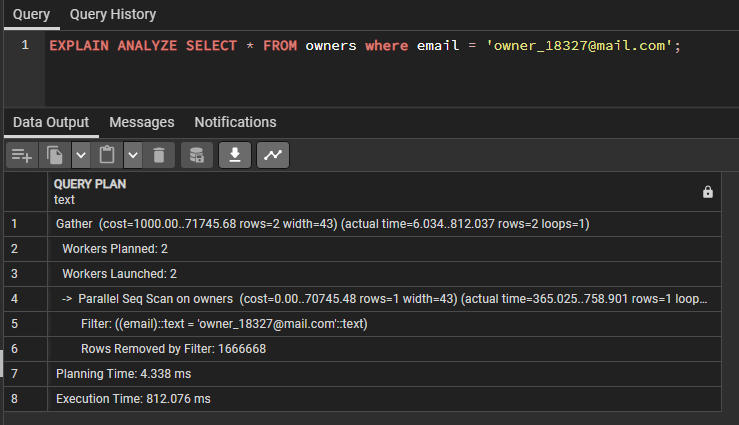 Query Query History
1 EXPLAIN ANALYZE SELECT * FROM owners where email = 'owner_18327@mail.com';
Data Output Messages Notifications
QUERY PLAN
text
1 Gather (cost=1000.00..71745.68 rows=2 width=43) (actual time=6.034..812.037 rows=2 loops=1)
2 Workers Planned: 2
3 Workers Launched: 2
4 -> Parallel Seq Scan on owners (cost=0.00..70745.48 rows=1 width=43) (actual time=365.025..758.901 rows=1 loop...
5 Filter: ((email)::text = 'owner_18327@mail.com'::text)
6 Rows Removed by Filter: 1666668
7 Planning Time: 4.338 ms
8 Execution Time: 812.076 ms